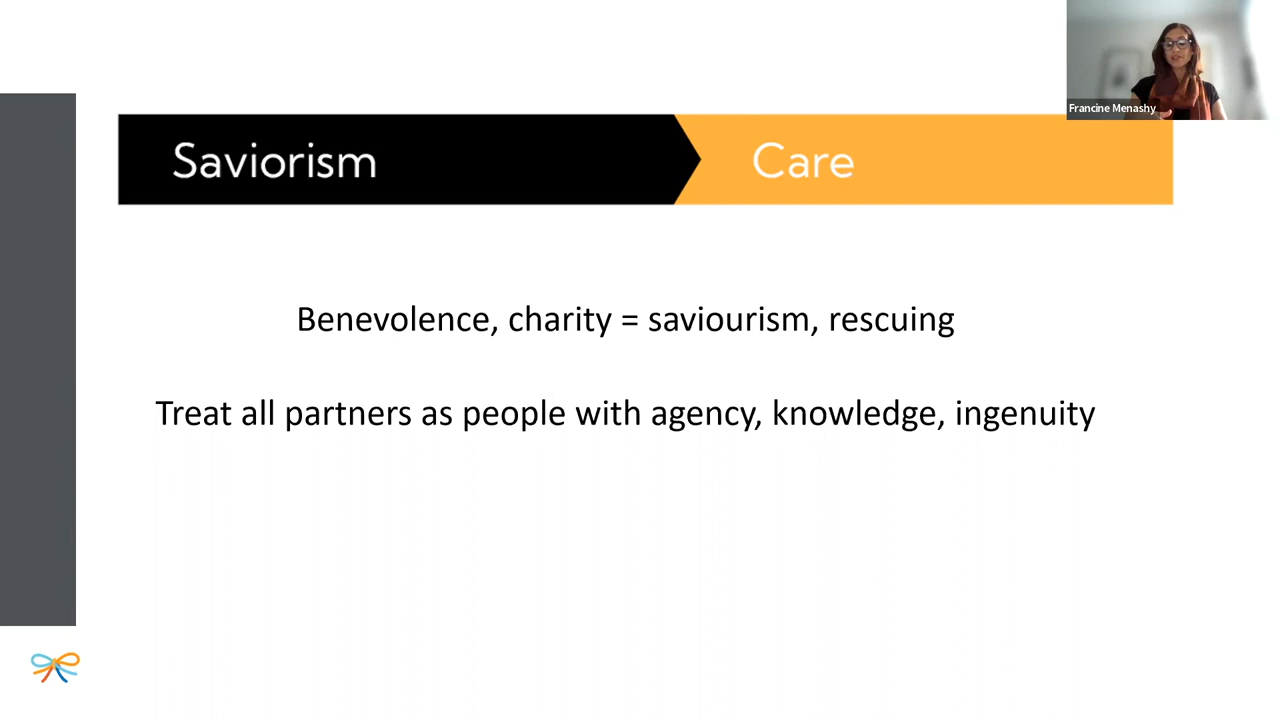 Francine Menashy
Saviorism
Care
Benevolence, charity = saviourism, rescuing
Treat all partners as people with agency, knowledge, ingenuity